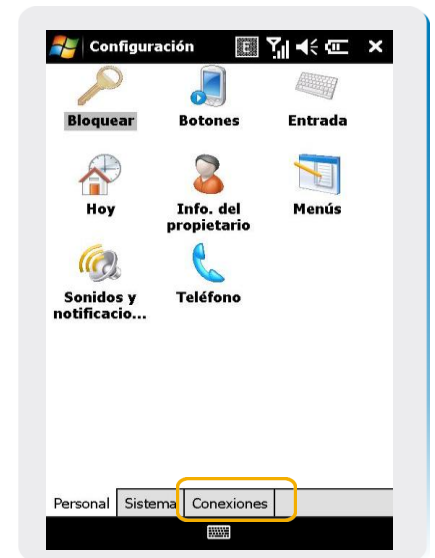 Configuración
E
Bloquear
Botones
Entrada
Hoy
Info. del
propietario
Menús
Sonidos y
notificacio...
Teléfono
Personal
Sistema
Conexiones